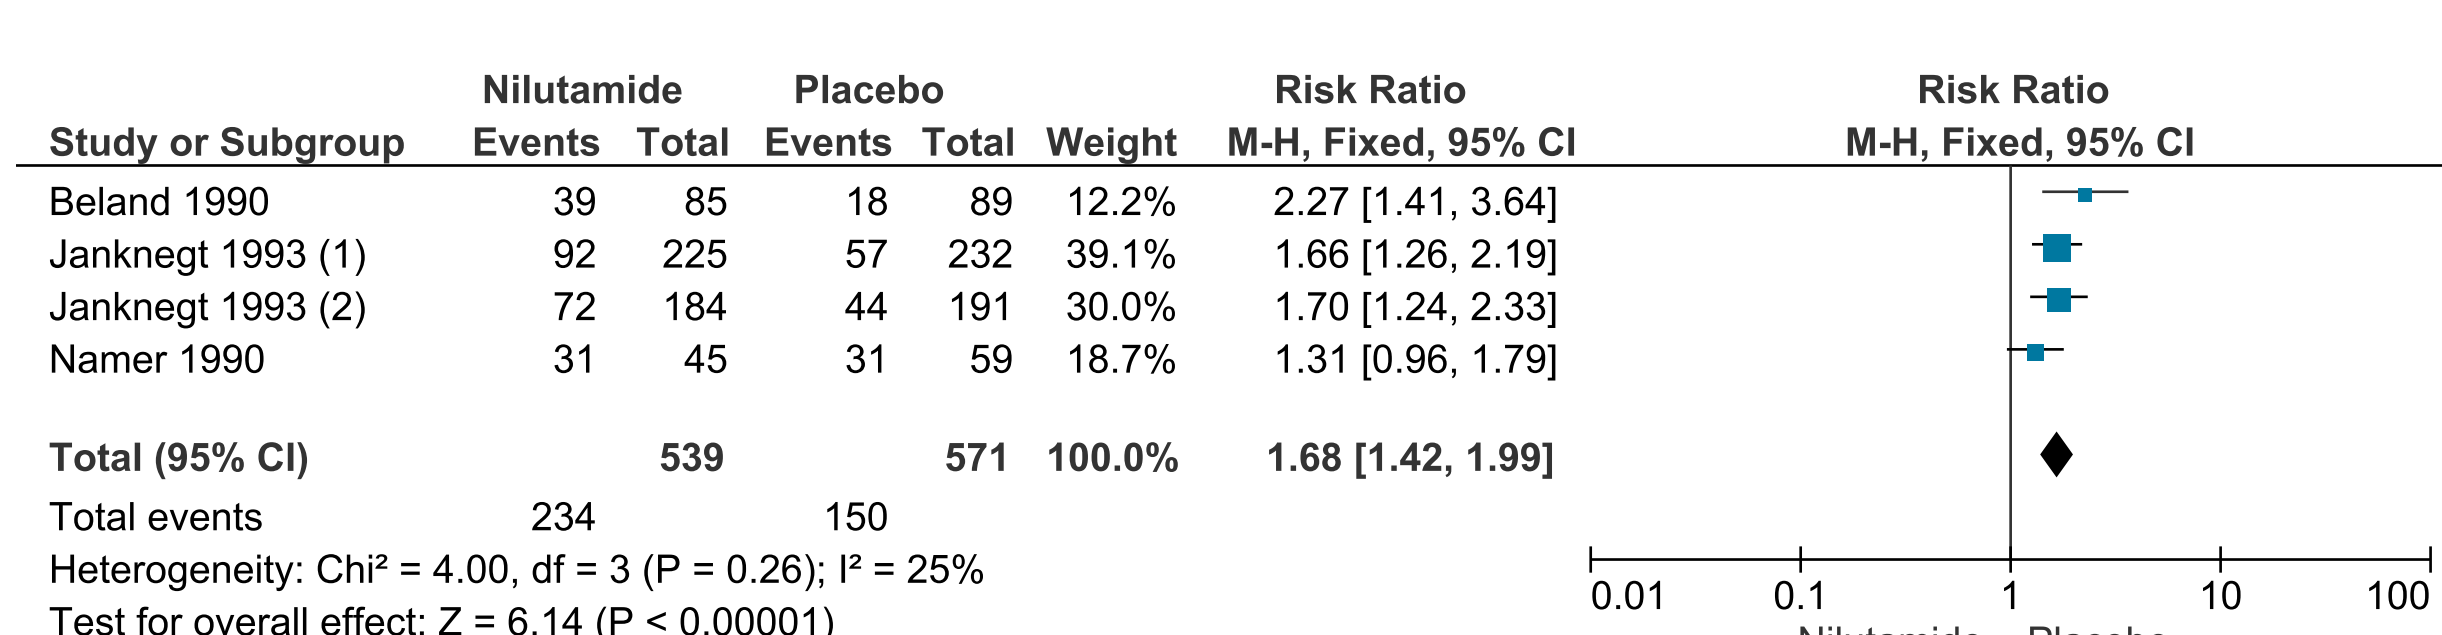 Nilutamide Placebo Risk Ratio Risk Ratio
Study or Subgroup Events Total Events Total Weight M-H, Fixed, 95% CI M-H, Fixed, 95% CI
Beland 1990 39 85 18 89 12.2% 2.27 [1.41, 3.64]
Janknegt 1993 (1) 92 225 57 232 39.1% 1.66 [1.26, 2.19]
Janknegt 1993 (2) 72 184 44 191 30.0% 1.70 [1.24, 2.33]
Namer 1990 31 45 31 59 18.7% 1.31 [0.96, 1.79]
Total (95% CI) 539 571 100.0% 1.68 [1.42, 1.99]
Total events 234 150
Heterogeneity: Chi² = 4.00, df = 3 (P = 0.26); I² = 25%
0.01 0.1 1 10 100
Test for overall effect: Z = 6.14 (P < 0.00001)
Nilutamide Placebo